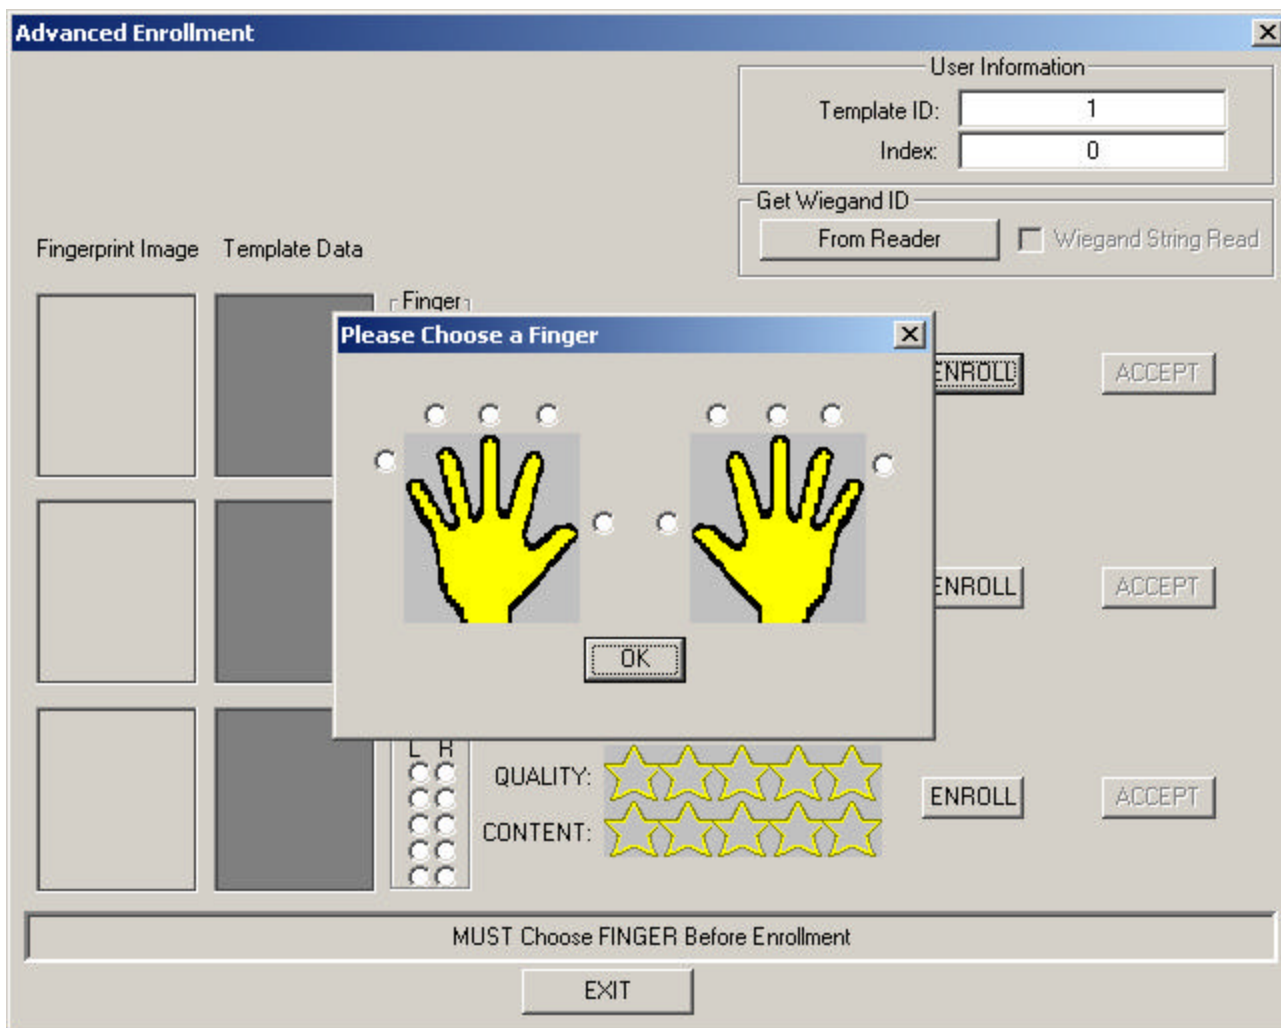 Advanced Enrollment
User Information
Template ID: 1
Index: 0
Get Wiegand ID
From Reader Wiegand String Read
Fingerprint Image Template Data
Finger
Please Choose a Finger
ENROLL ACCEPT
OK
ENROLL ACCEPT
L R
QUALITY:
CONTENT:
ENROLL ACCEPT
MUST Choose FINGER Before Enrollment
EXIT